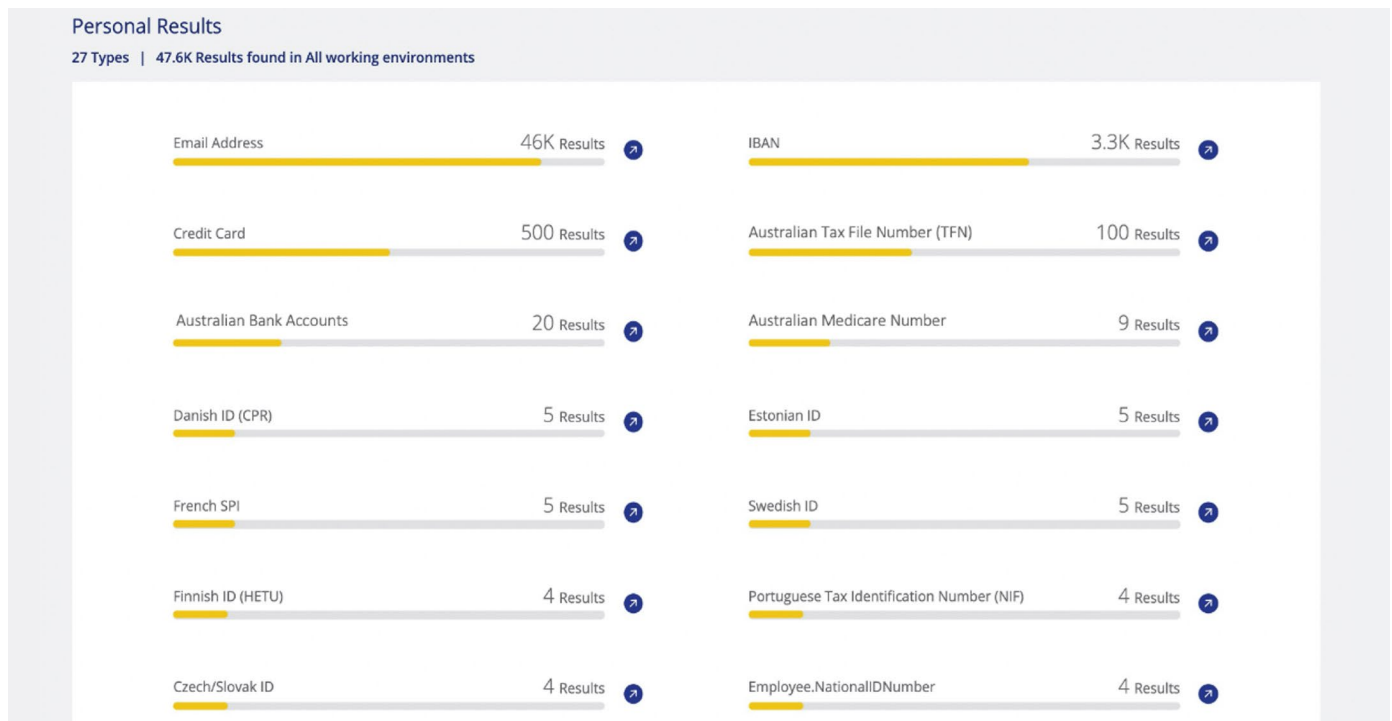 Personal Results
27 Types | 47.6K Results found in All working environments
Email Address 46K Results
IBAN 3.3K Results
Credit Card 500 Results
Australian Tax File Number (TFN) 100 Results
Australian Bank Accounts 20 Results
Australian Medicare Number 9 Results
Danish ID (CPR) 5 Results
Estonian ID 5 Results
French SPI 5 Results
Swedish ID 5 Results
Finnish ID (HETU) 4 Results
Portuguese Tax Identification Number (NIF) 4 Results
Czech/Slovak ID 4 Results
Employee.NationalIDNumber 4 Results